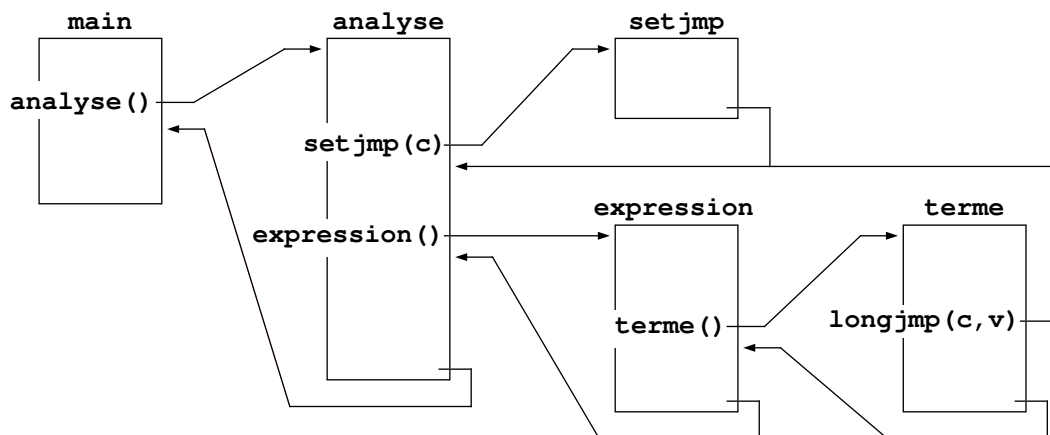 main
analyse
setjmp
analyse()
setjmp(c)
expression
terme
expression()
terme()
longjmp(c,v)